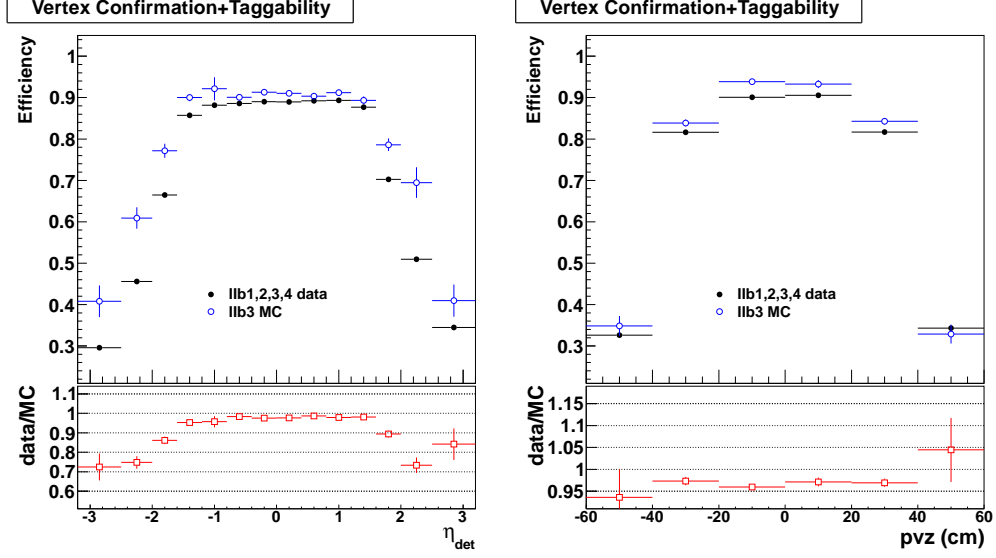 Vertex Confirmation+Taggability
Efficiency
1
0.9
0.8
0.7
0.6
0.5
0.4
0.3
IIb1,2,3,4 data
IIb3 MC
data/MC
1.1
1
0.9
0.8
0.7
0.6
-3 -2 -1 0 1 2 3
ηdet
Vertex Confirmation+Taggability
Efficiency
1
0.9
0.8
0.7
0.6
0.5
0.4
0.3
IIb1,2,3,4 data
IIb3 MC
data/MC
1.15
1.1
1.05
1
0.95
-60 -40 -20 0 20 40 60
pvz (cm)